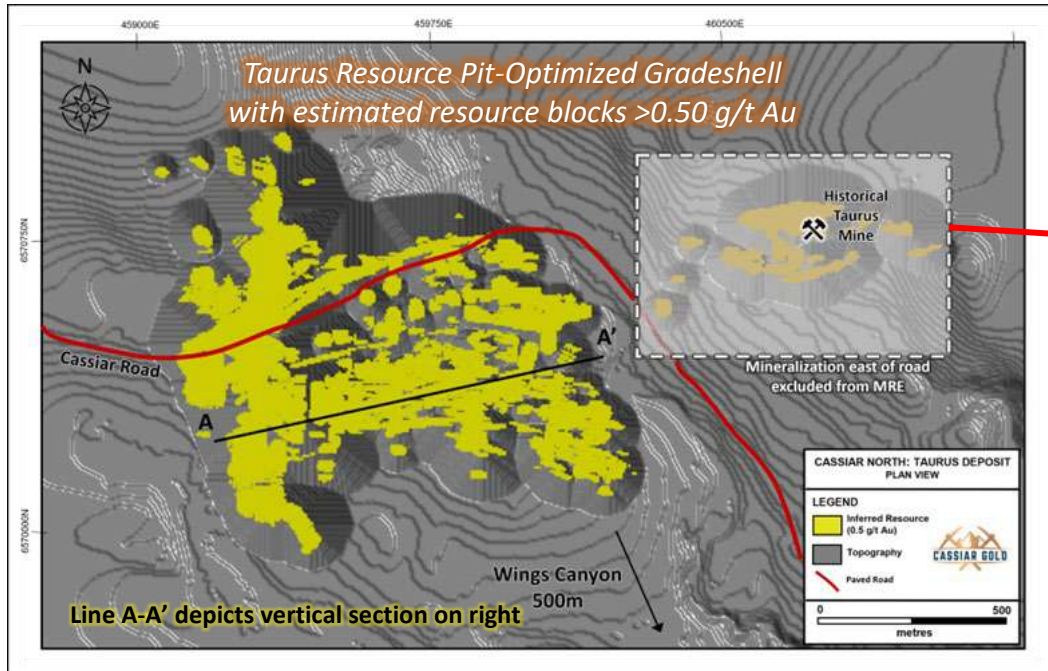 459000E
459750E
460500E
N
Taurus Resource Pit-Optimized Gradeshell
with estimated resource blocks >0.50 g/t Au
6570750N
6570000N
Historical
Taurus
Mine
Cassiar Road
A
A'
Mineralization east of road
excluded from MRE
Wings Canyon
500m
Line A-A' depicts vertical section on right
CASSIAR NORTH: TAURUS DEPOSIT
PLAN VIEW
LEGEND
Inferred Resource
(0.5 g/t Au)
Topography
Paved Road
CASSIAR GOLD
0 500
metres